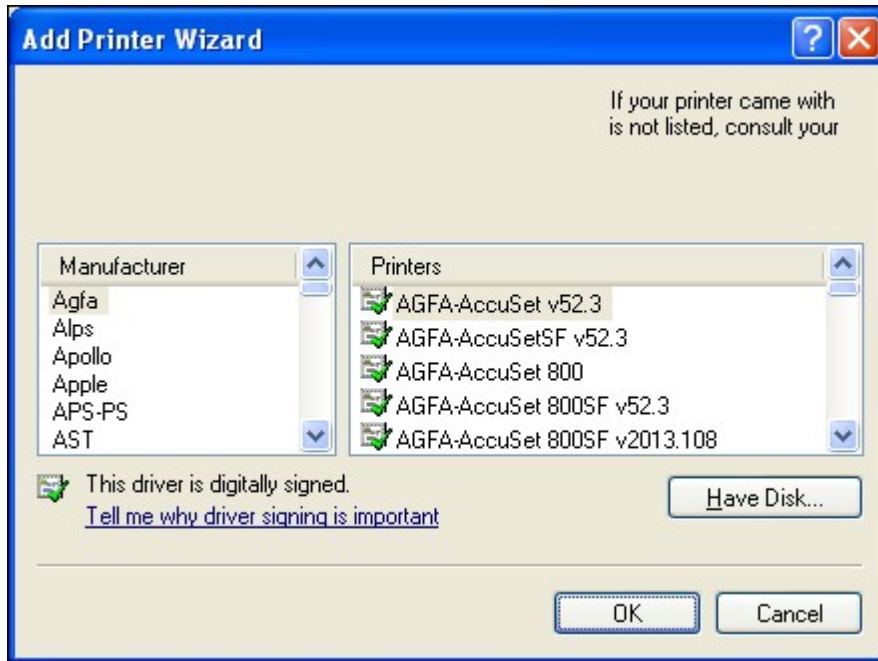 Add Printer Wizard
If your printer came with
is not listed, consult your
Manufacturer
Agfa
Alps
Apollo
Apple
APS-PS
AST
Printers
AGFA-AccuSet v52.3
AGFA-AccuSetSF v52.3
AGFA-AccuSet 800
AGFA-AccuSet 800SF v52.3
AGFA-AccuSet 800SF v2013.108
This driver is digitally signed.
Tell me why driver signing is important
Have Disk...
OK
Cancel